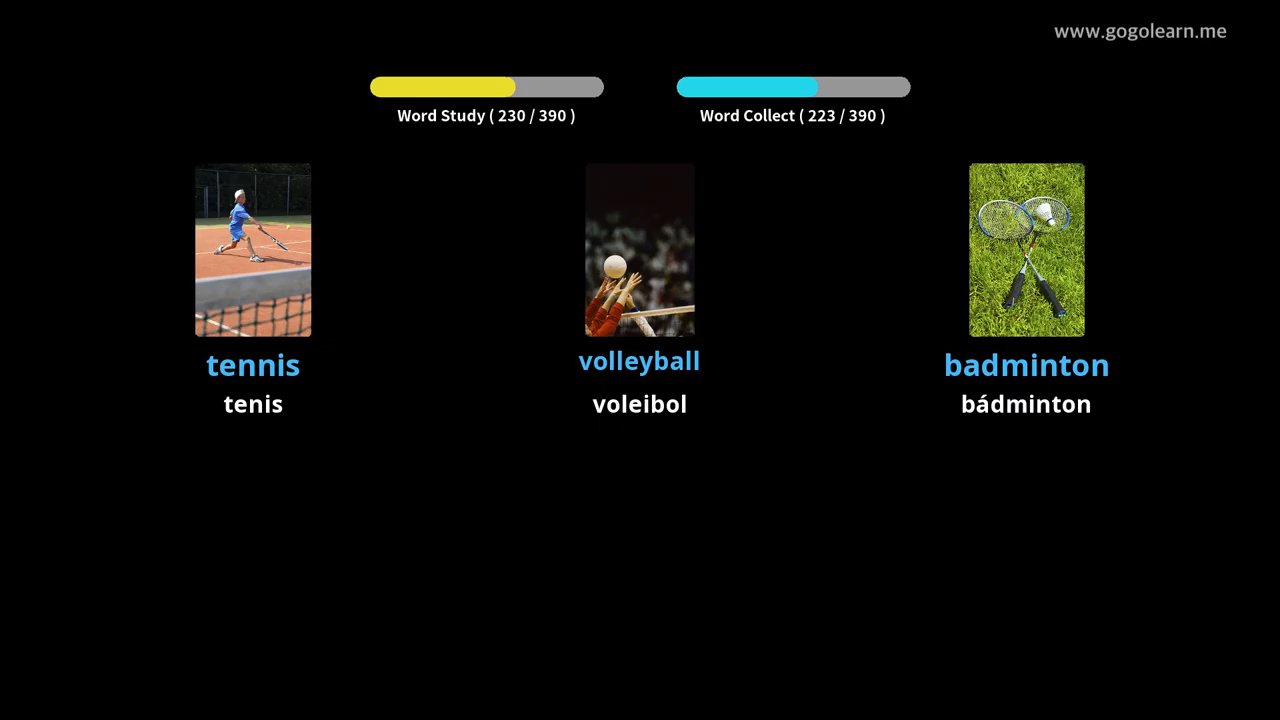 www.gogolearn.me
Word Study ( 230 / 390 )
Word Collect ( 223 / 390 )
tennis
tenis
volleyball
voleibol
badminton
bádminton